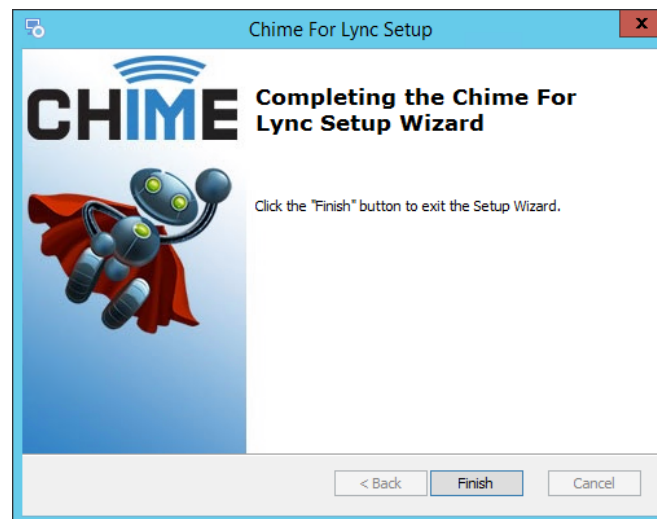 Chime For Lync Setup
x
CHIME
Completing the Chime For
Lync Setup Wizard
Click the "Finish" button to exit the Setup Wizard.
< Back
Finish
Cancel